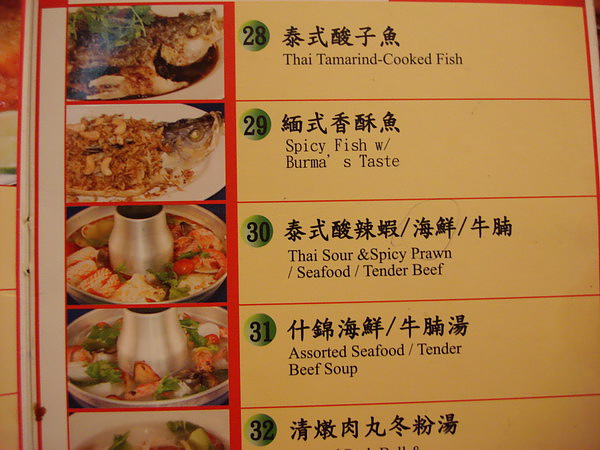 28 泰式酸子魚
Thai Tamarind-Cooked Fish
29 緬式香酥魚
Spicy Fish w/
Burma's Taste
30 泰式酸辣蝦/海鮮/牛腩
Thai Sour &Spicy Prawn
/ Seafood / Tender Beef
31 什錦海鮮/牛腩湯
Assorted Seafood / Tender
Beef Soup
32 清燉肉丸冬粉湯